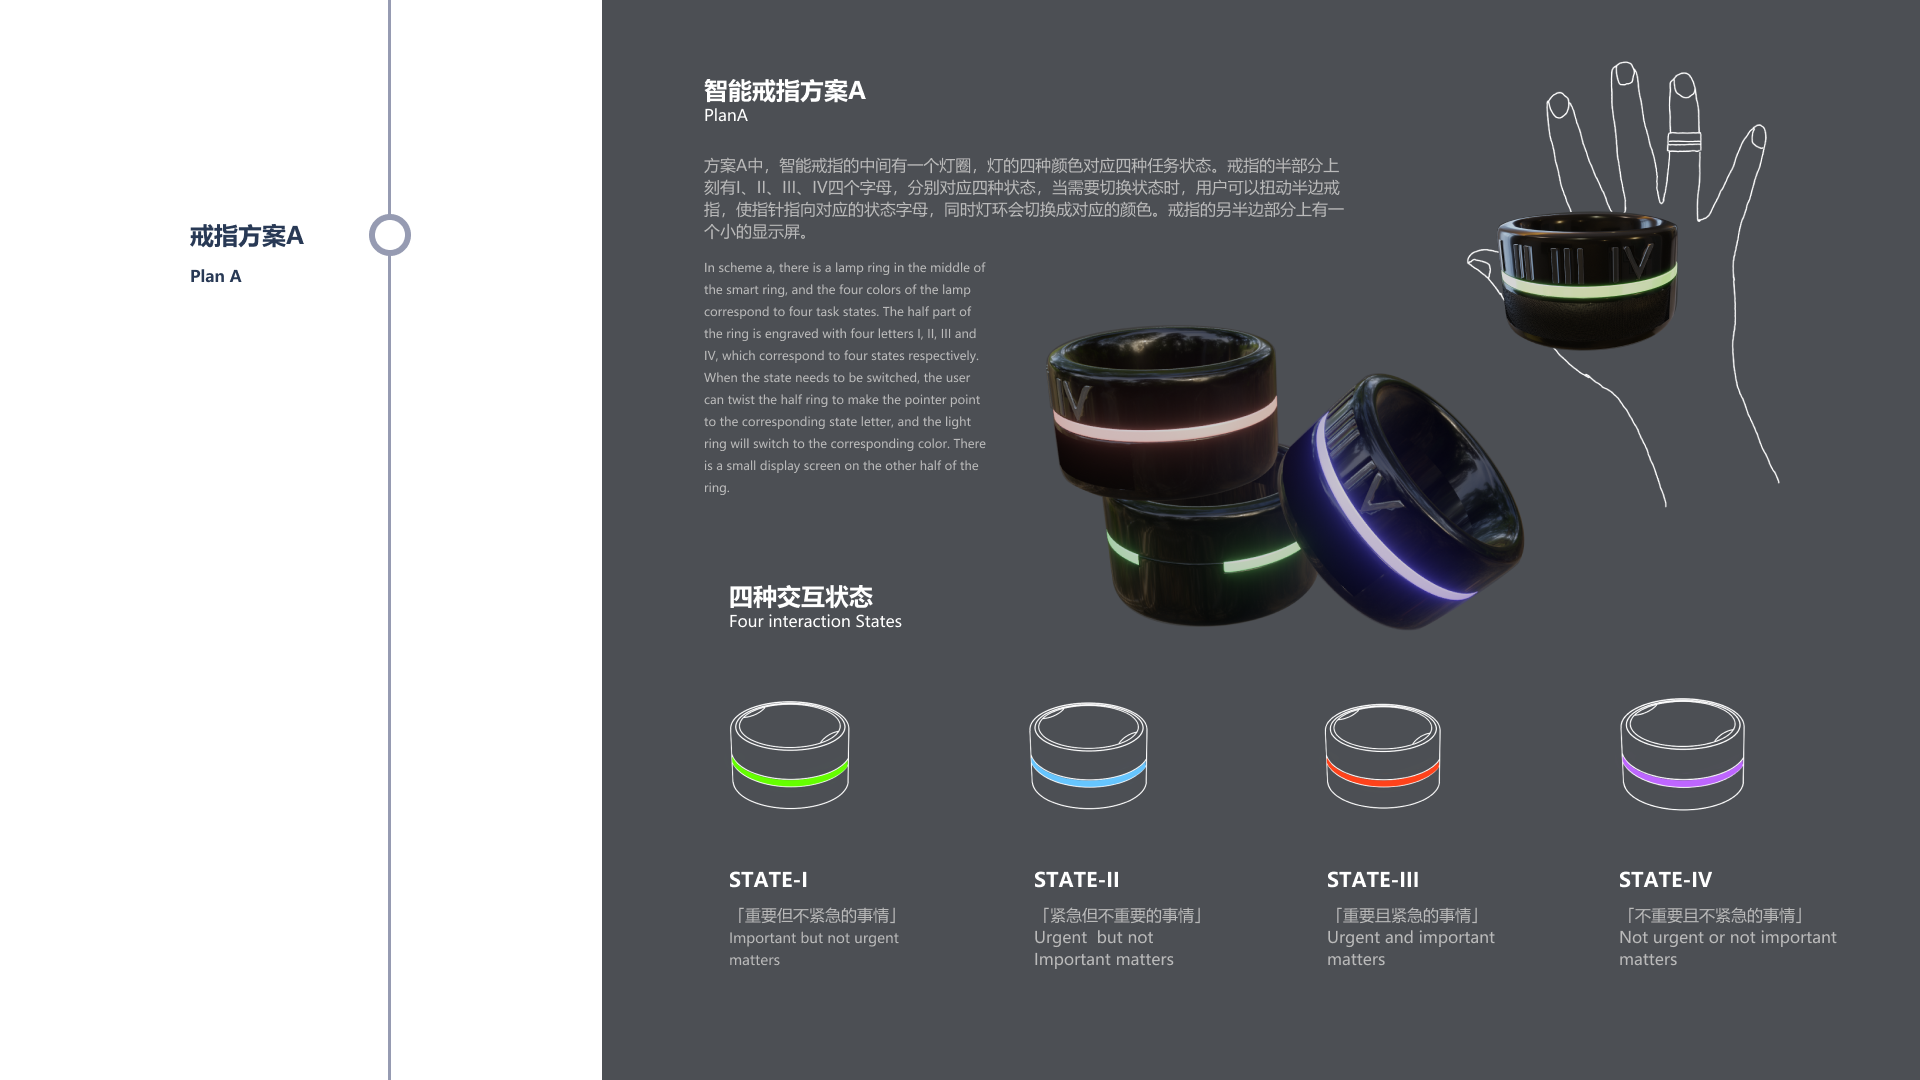 戒指方案A
Plan A
智能戒指方案A
PlanA
方案A中，智能戒指的中间有一个灯圈，灯的四种颜色对应四种任务状态。戒指的半部分上
刻有I、II、III、IV四个字母，分别对应四种状态，当需要切换状态时，用户可以扭动半边戒
指，使指针指向对应的状态字母，同时灯环会切换成对应的颜色。戒指的另半边部分上有一
个小的显示屏。
In scheme a, there is a lamp ring in the middle of
the smart ring, and the four colors of the lamp
correspond to four task states. The half part of
the ring is engraved with four letters I, II, III and
IV, which correspond to four states respectively.
When the state needs to be switched, the user
can twist the half ring to make the pointer point
to the corresponding state letter, and the light
ring will switch to the corresponding color. There
is a small display screen on the other half of the
ring.
I II III IV
IV
III IV
四种交互状态
Four interaction States
STATE-I
「重要但不紧急的事情」
Important but not urgent
matters
STATE-II
「紧急但不重要的事情」
Urgent  but not
Important matters
STATE-III
「重要且紧急的事情」
Urgent and important
matters
STATE-IV
「不重要且不紧急的事情」
Not urgent or not important
matters